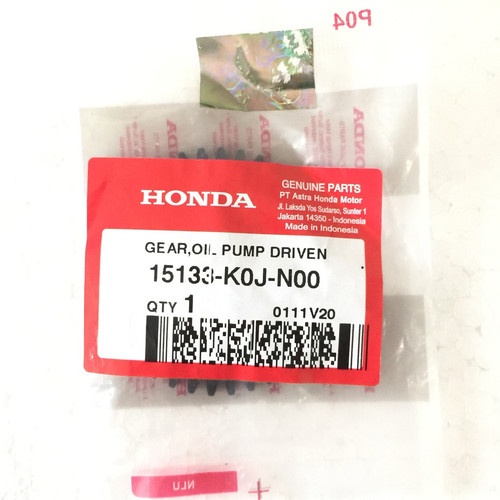 P04
HONDA
GENUINE PARTS
PT Astra Honda Motor
Jl. Laksda Yos Sudarso, Sunter 1
Jakarta 14350 - Indonesia
Made in Indonesia
GEAR,OIL PUMP DRIVEN
15133-K0J-N00
QTY 1
0111V20
NLU